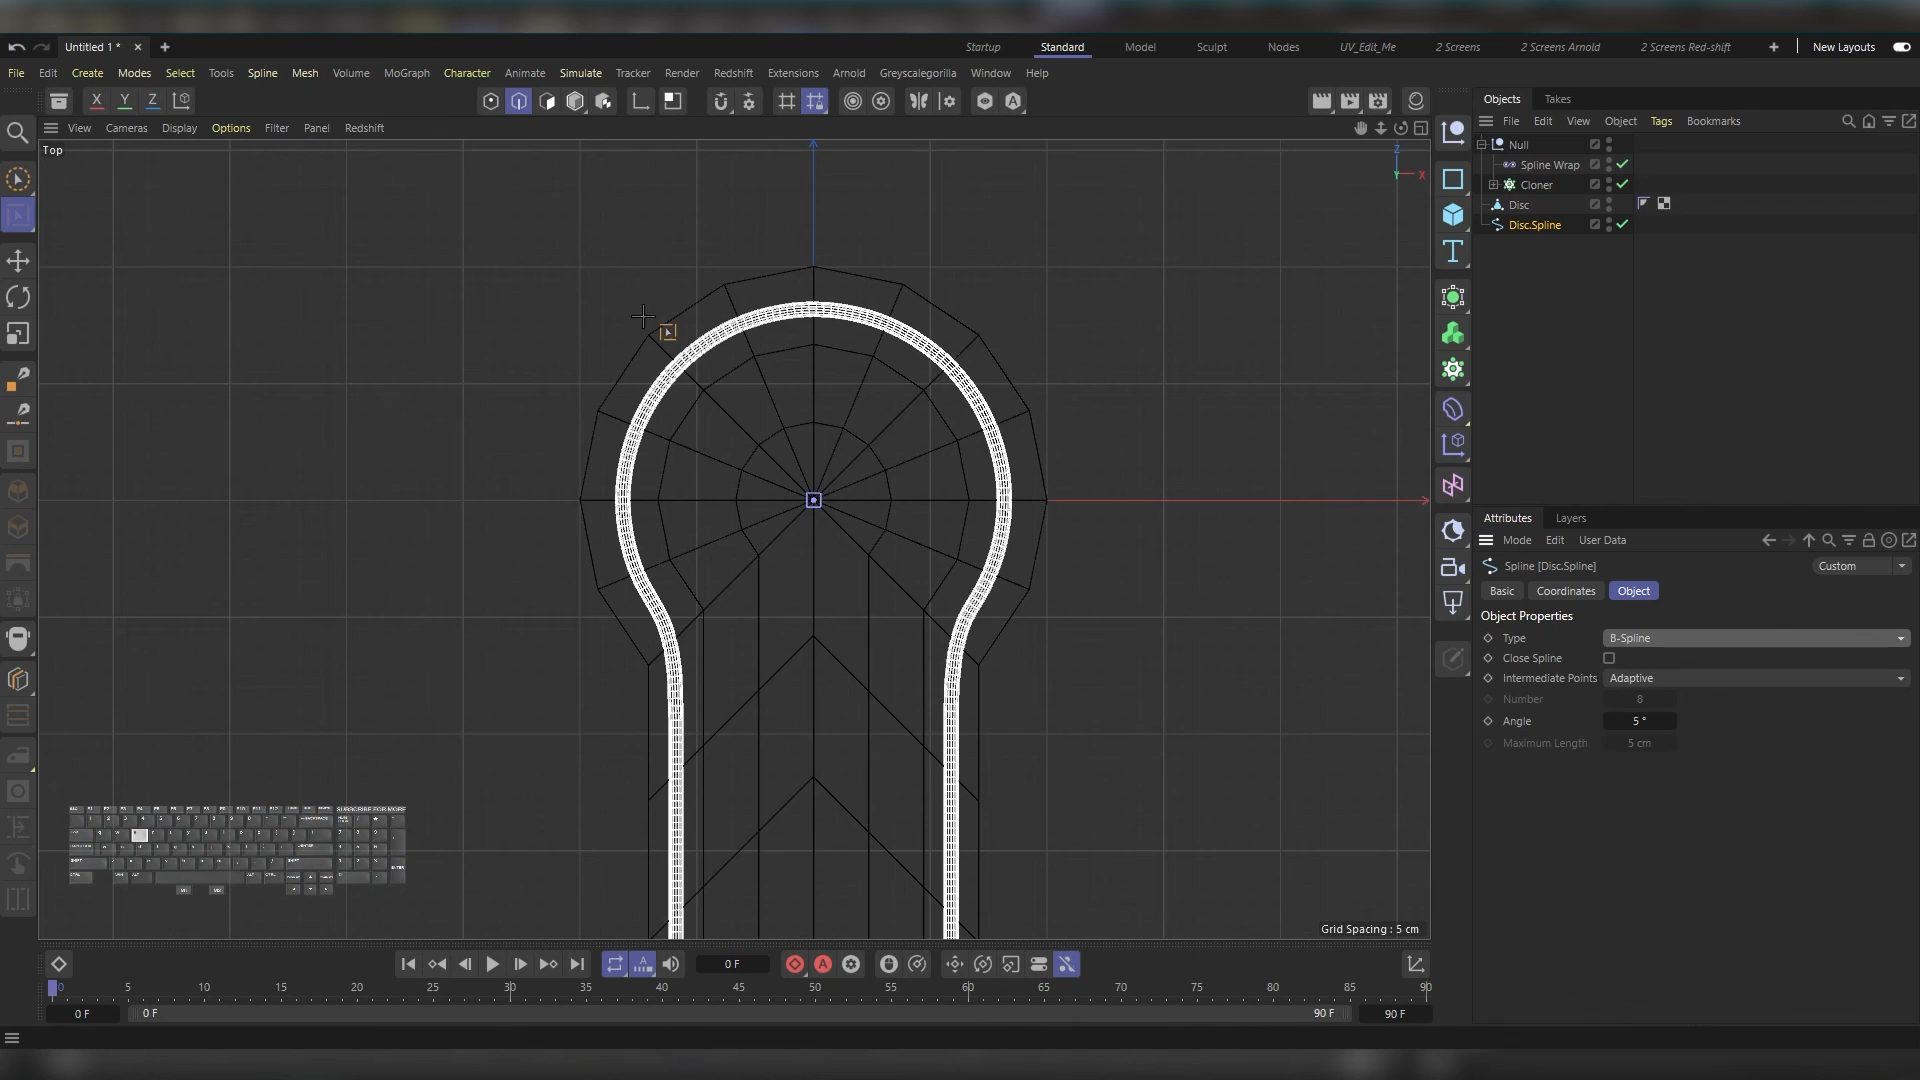 Untitled 1 *
Startup
Standard
Model
Sculpt
Nodes
UV_Edit_Me
2 Screens
2 Screens Arnold
2 Screens Red-shift
New Layouts
File Edit Create Modes Select Tools Spline Mesh Volume MoGraph Character Animate Simulate Tracker Render Redshift Extensions Arnold Greyscalegorilla Window Help
X Y Z
Objects Takes
View Cameras Display Options Filter Panel Redshift
File Edit View Object Tags Bookmarks
Top
Z
Y X
Null
Spline Wrap
Cloner
Disc
Disc.Spline
Attributes Layers
Mode Edit User Data
Spline [Disc.Spline]
Custom
Basic Coordinates Object
Object Properties
Type B-Spline
Close Spline
Intermediate Points Adaptive
Number 8
Angle 5 °
Maximum Length 5 cm
SUBSCRIBE FOR MORE
Grid Spacing : 5 cm
0 F
0 5 10 15 20 25 30 35 40 45 50 55 60 65 70 75 80 85 90
0 F 0 F 90 F 90 F